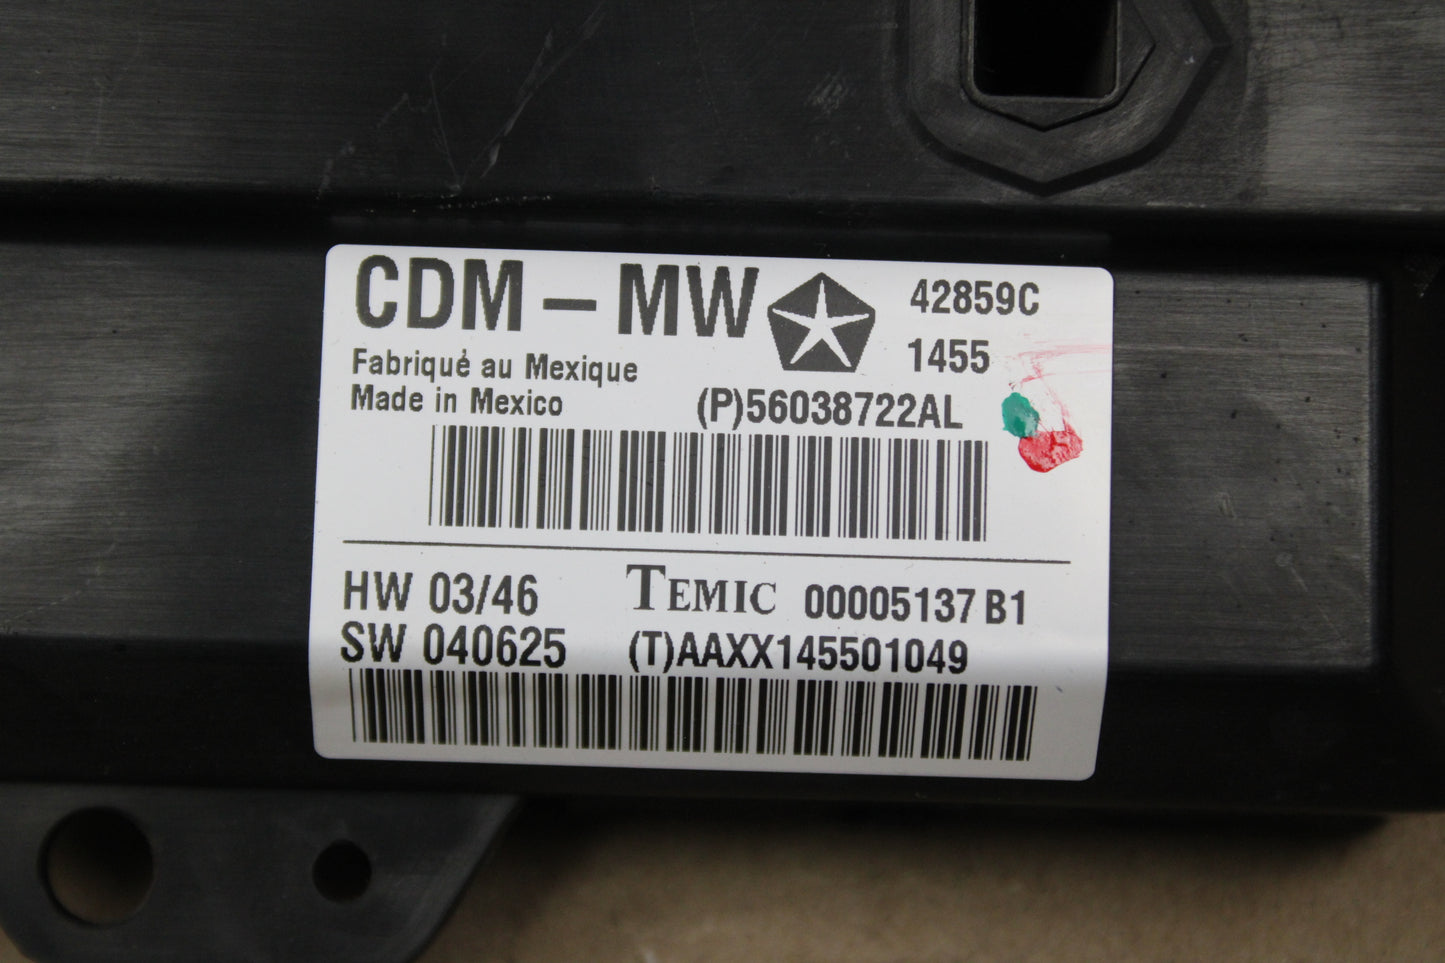 CDM – MW
42859C
1455
Fabriqué au Mexique
Made in Mexico
(P)56038722AL
HW 03/46
TEMIC 00005137 B1
SW 040625
(T)AAXX145501049